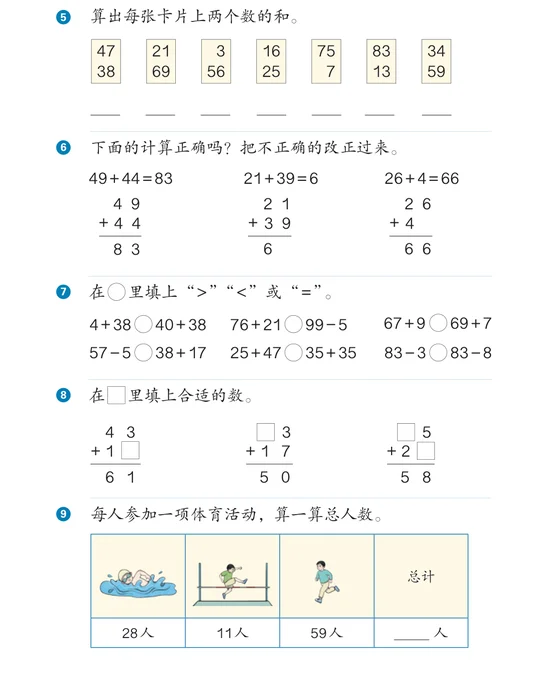 5 算出每张卡片上两个数的和。
47 21 3 16 75 83 34
38 69 56 25 7 13 59
6 下面的计算正确吗？把不正确的改正过来。
49+44=83 21+39=6 26+4=66
4 9 2 1 2 6
+ 4 4 + 3 9 + 4
8 3 6 6 6
7 在○里填上“>”“<”或“=”。
4+38○40+38 76+21○99-5 67+9○69+7
57-5○38+17 25+47○35+35 83-3○83-8
8 在□里填上合适的数。
4 3 □ 3 □ 5
+ 1 □ + 1 7 + 2 □
6 1 5 0 5 8
9 每人参加一项体育活动，算一算总人数。
总计
28人 11人 59人 ____人